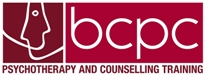 bcpc
PSYCHOTHERAPY AND COUNSELLING TRAINING